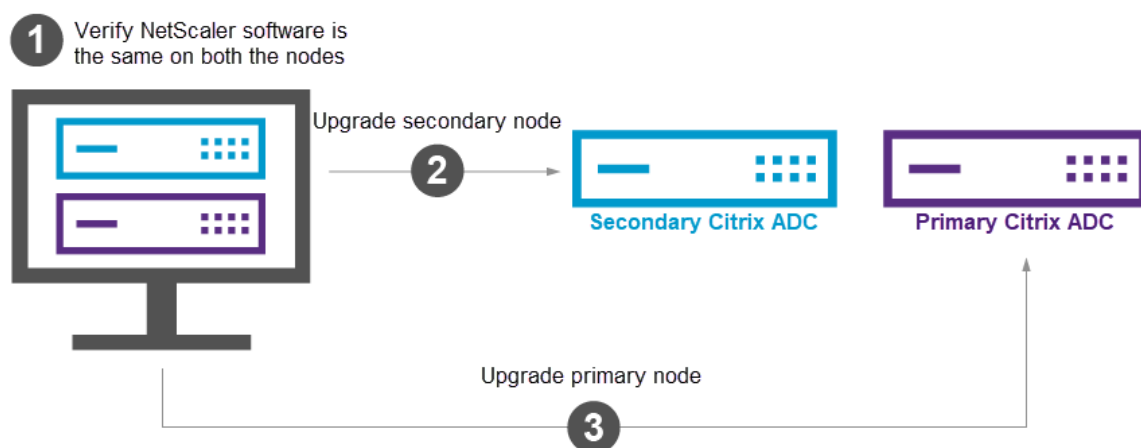 1
Verify NetScaler software is
the same on both the nodes
Upgrade secondary node
2
Secondary Citrix ADC
Primary Citrix ADC
Upgrade primary node
3